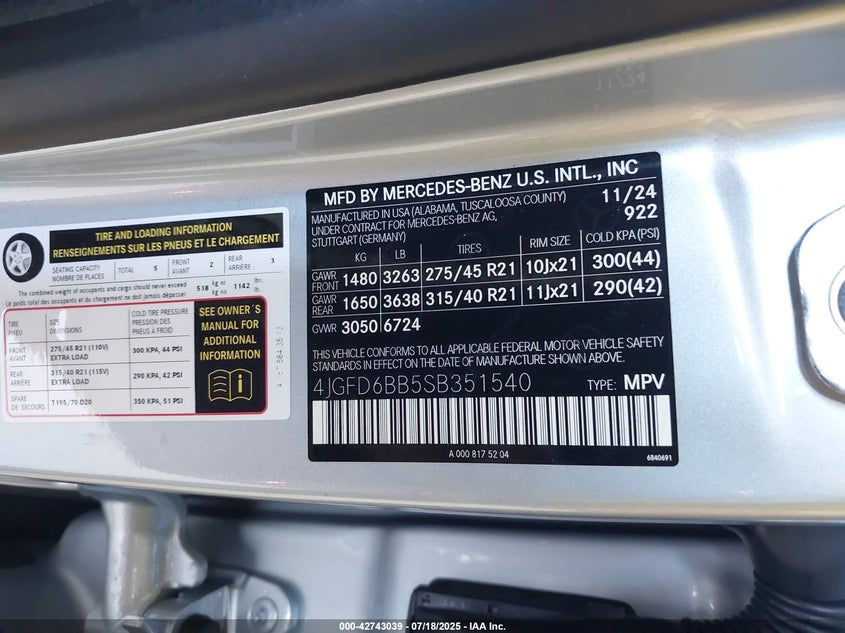 11/24
MFD BY MERCEDES-BENZ U.S. INTL., INC
MANUFACTURED IN USA (ALABAMA, TUSCALOOSA COUNTY) 11/24
UNDER CONTRACT FOR MERCEDES-BENZ AG, 922
STUTTGART (GERMANY)
KG LB TIRES RIM SIZE COLD KPA(PSI)
GAWR FRONT 1480 3263 275/45 R21 10Jx21 300(44)
GAWR REAR 1650 3638 315/40 R21 11Jx21 290(42)
GVWR 3050 6724
THIS VEHICLE CONFORMS TO ALL APPLICABLE FEDERAL MOTOR VEHICLE SAFETY
STANDARDS IN EFFECT ON THE DATE OF MANUFACTURE SHOWN ABOVE.
4JGFD6BB5SB351540 TYPE: MPV
A 000 817 52 04
6840691
TIRE AND LOADING INFORMATION
RENSEIGNEMENTS SUR LES PNEUS ET LE CHARGEMENT
SEATING CAPACITY TOTAL 5 FRONT 2 REAR 3
NOMBRE DE PLACES AVANT ARRIÈRE
The combined weight of occupants and cargo should never exceed 518 kg or 1142 lbs.
Le poids total des occupants et du chargement ne doit jamais dépasser kg ou lb.
TIRE SIZE COLD TIRE PRESSURE
PNEU DIMENSIONS PRESSION DES
PNEUS À FROID
FRONT 275/45 R21 (110V) 300 KPA, 44 PSI
AVANT EXTRA LOAD
REAR 315/40 R21 (115V) 290 KPA, 42 PSI
ARRIÈRE EXTRA LOAD
SPARE T195/70 D20 350 KPA, 51 PSI
DE SECOURS
SEE OWNER'S
MANUAL FOR
ADDITIONAL
INFORMATION
000-42743039 - 07/18/2025 - IAA Inc.